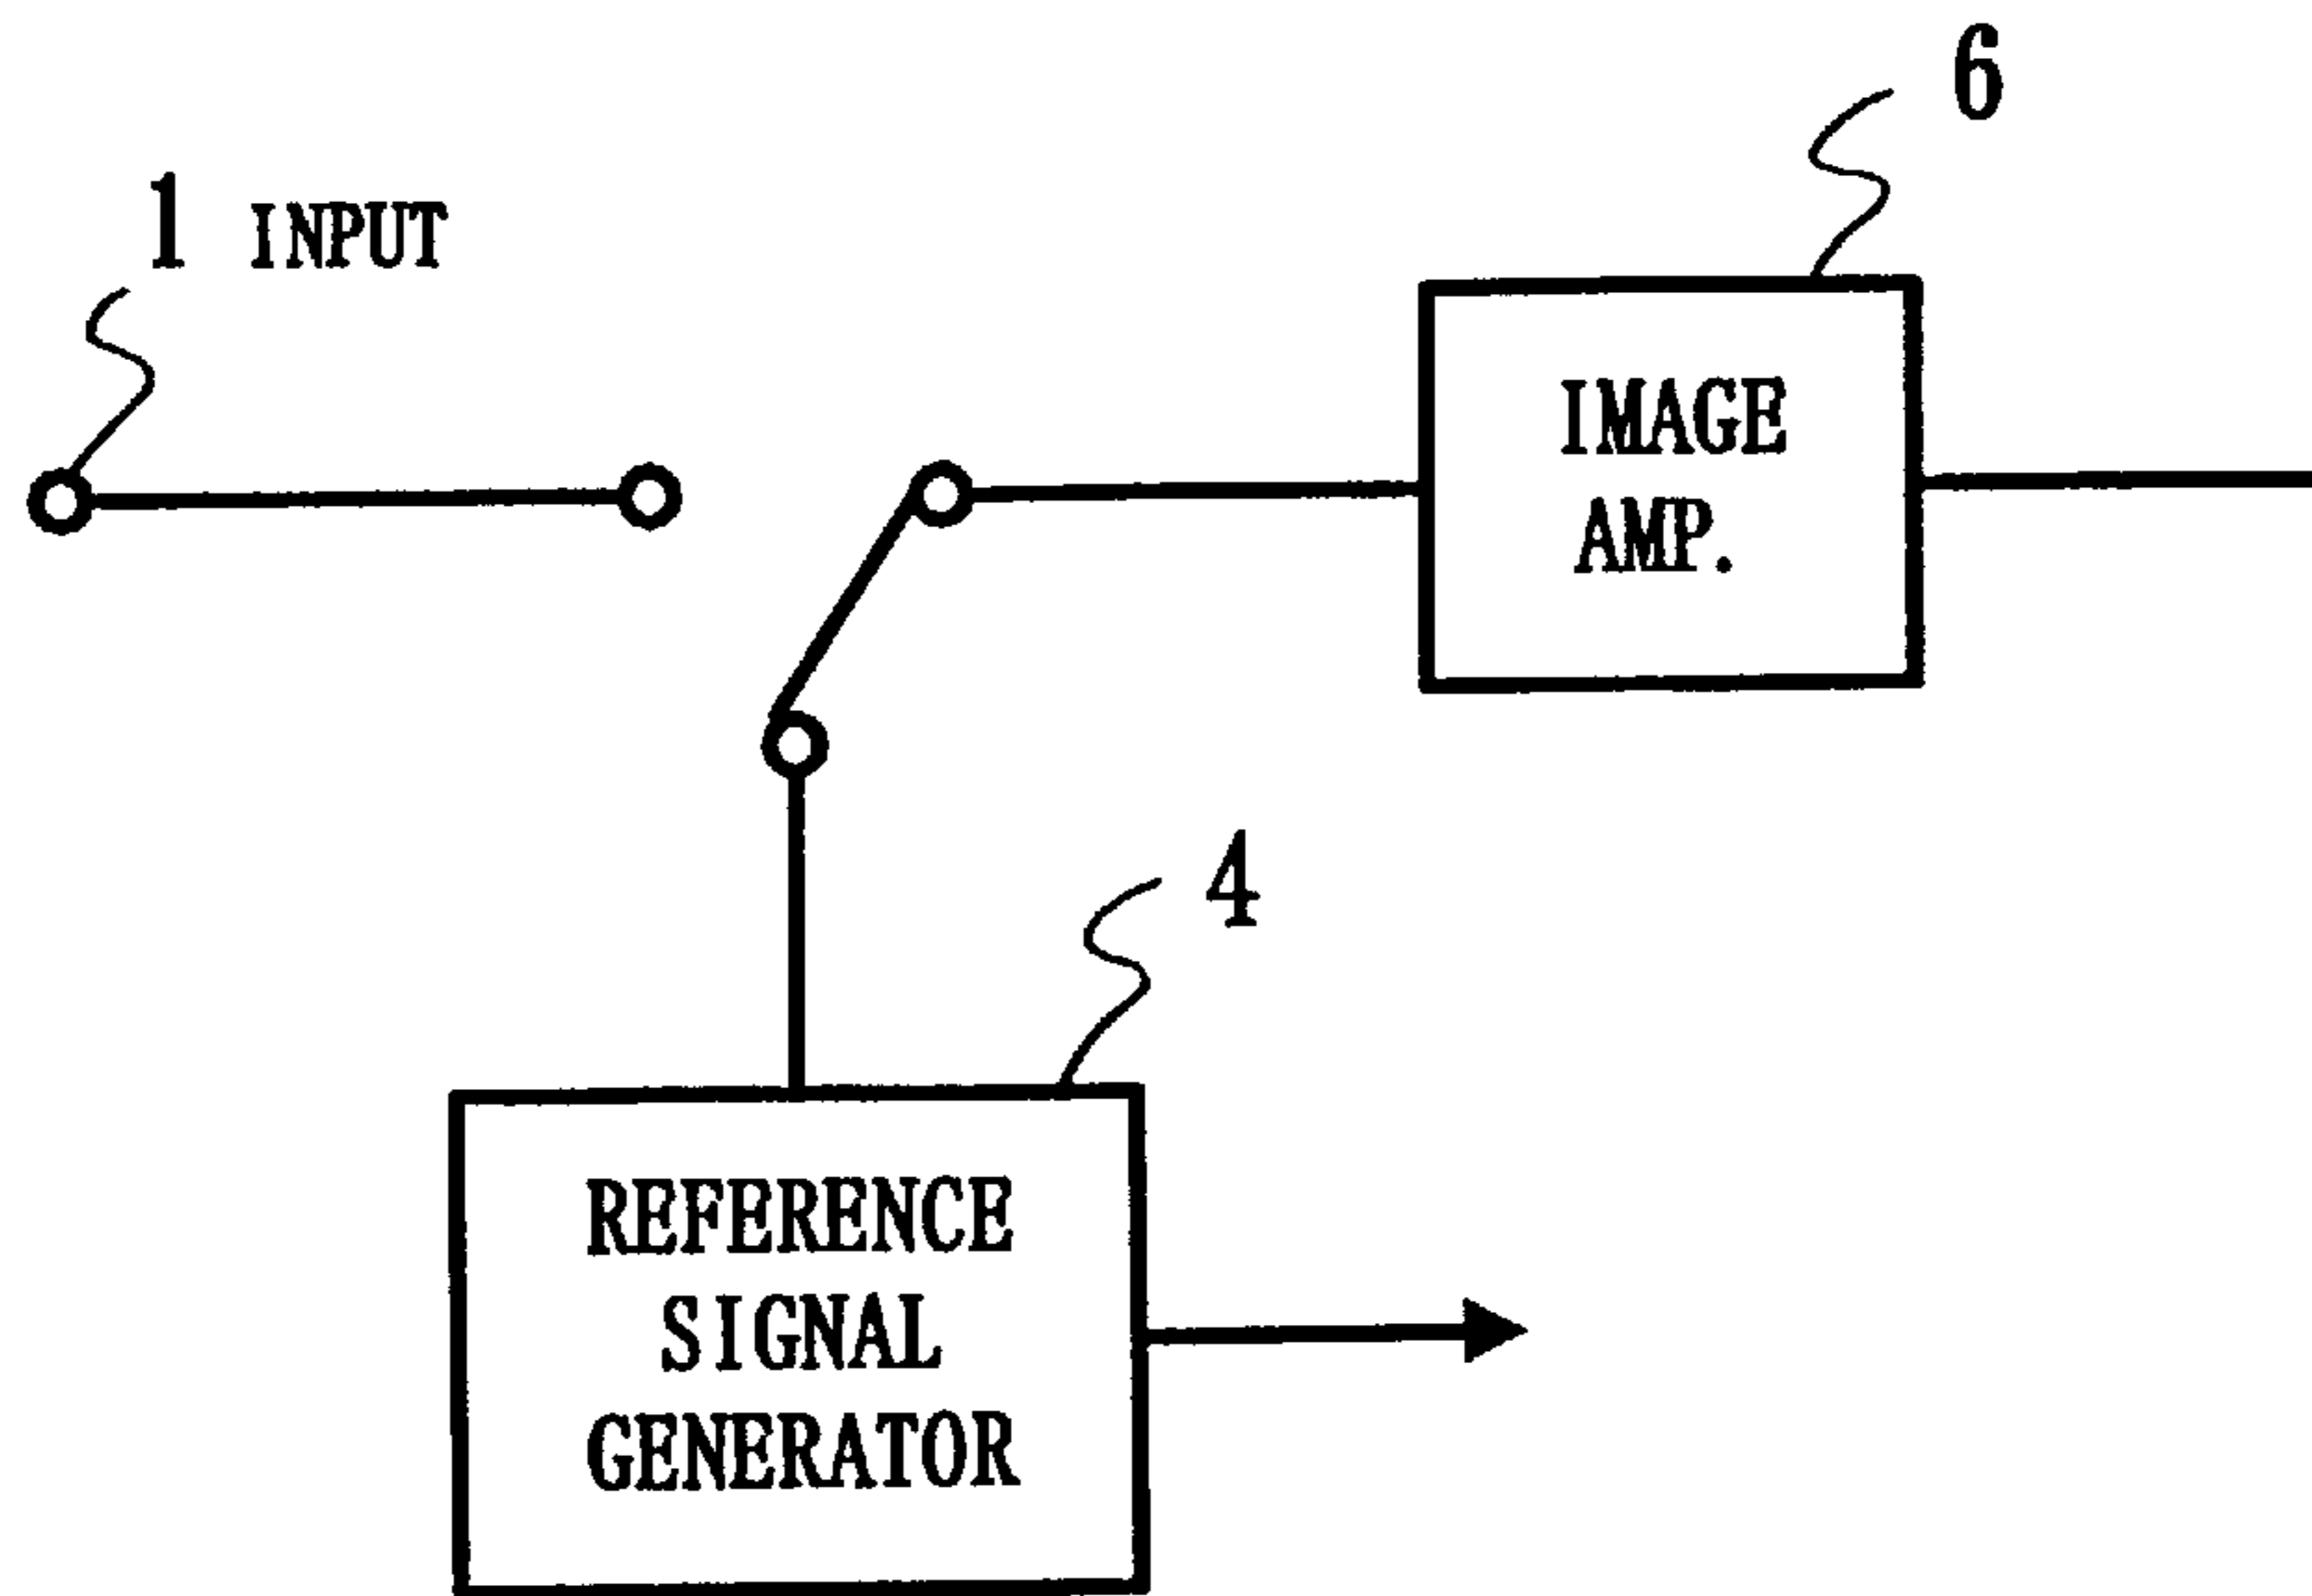 6
1 INPUT
IMAGE
AMP.
4
REFERENCE
SIGNAL
GENERATOR